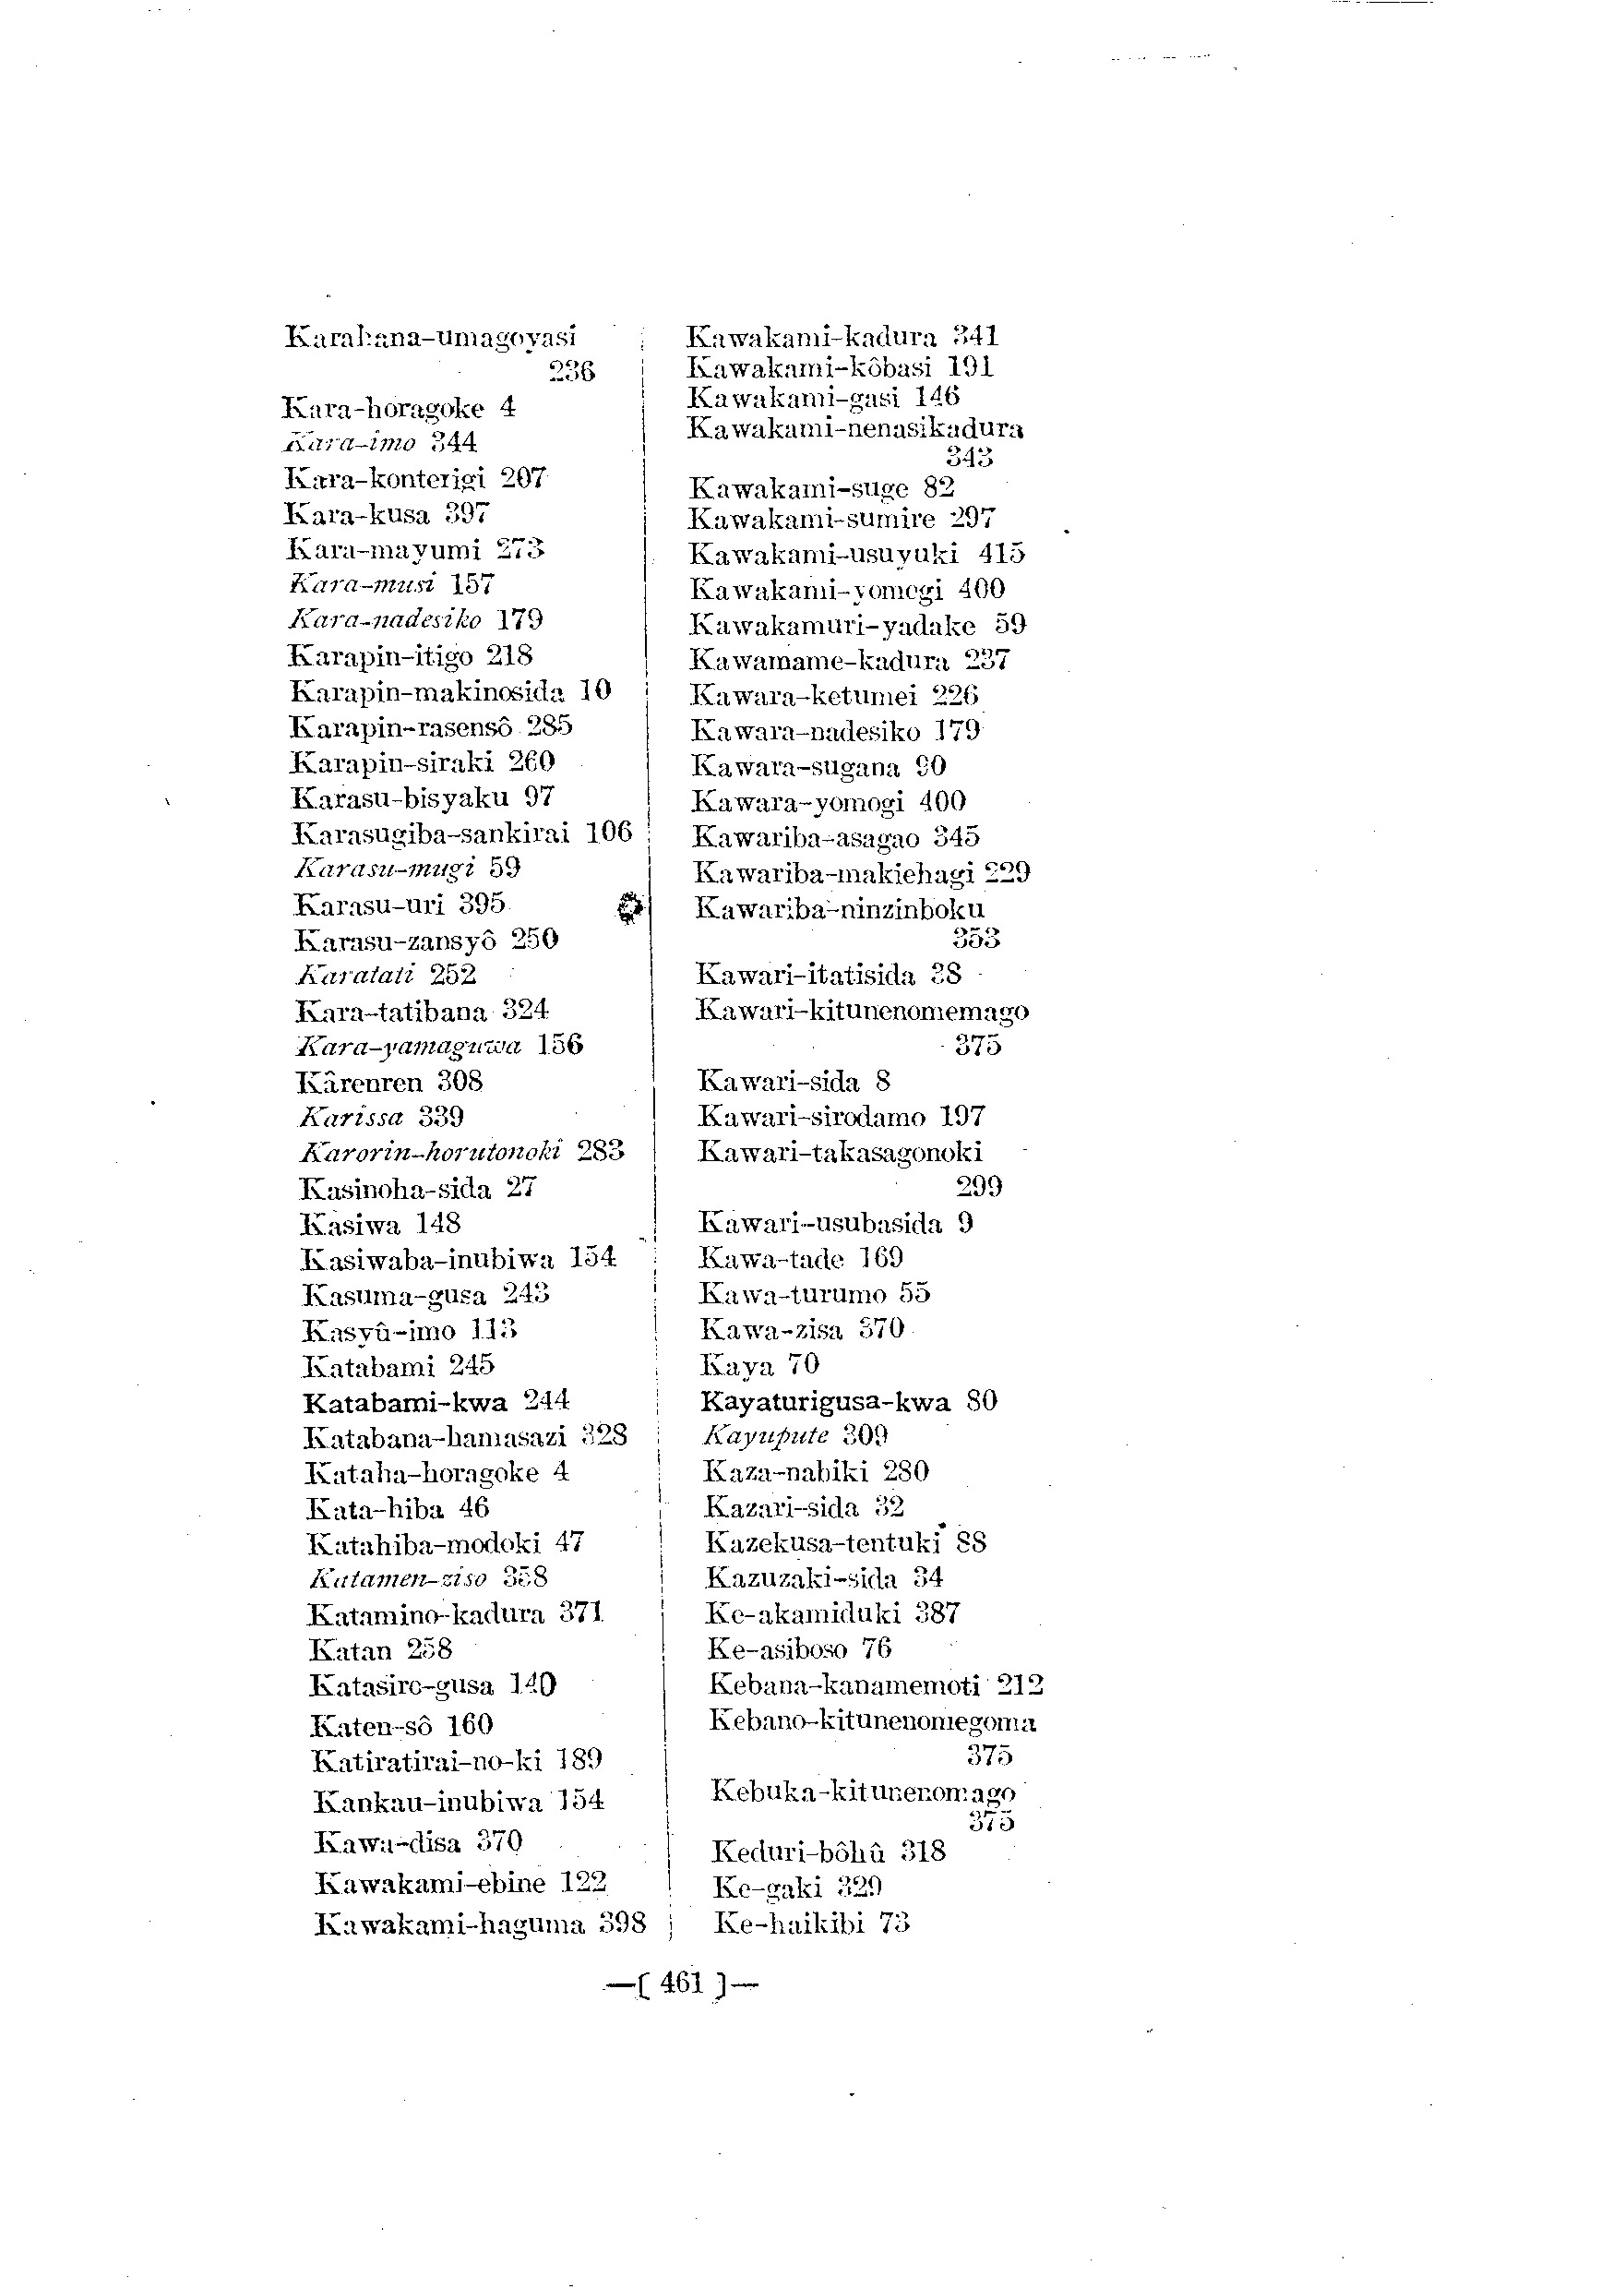 Karahana-umagoyasi
236
Kara-horagoke 4
Kara-imo 344
Kara-konterigi 207
Kara-kusa 397
Kara-mayumi 273
Kara-musi 157
Kara-nadesiko 179
Karapin-itigo 218
Karapin-makinosida 10
Karapin-rasensô 285
Karapin-siraki 260
Karasu-bisyaku 97
Karasugiba-sankirai 106
Karasu-mugi 59
Karasu-uri 395
Karasu-zansyô 250
Karatati 252
Kara-tatibana 324
Kara-yamaguwa 156
Kârenren 308
Karissa 339
Karorin-horutonoki 283
Kasinoha-sida 27
Kasiwa 148
Kasiwaba-inubiwa 154
Kasuma-gusa 243
Kasyû-imo 113
Katabami 245
Katabami-kwa 244
Katabana-hamasazi 328
Kataha-horagoke 4
Kata-hiba 46
Katahiba-modoki 47
Katamen-ziso 358
Katamino-kadura 371
Katan 258
Katasiro-gusa 140
Katen-sô 160
Katiratirai-no-ki 189
Kankau-inubiwa 154
Kawa-disa 370
Kawakami-ebine 122
Kawakami-haguma 398
Kawakami-kadura 341
Kawakami-kôbasi 191
Kawakami-gasi 146
Kawakami-nenasikadura
343
Kawakami-suge 82
Kawakami-sumire 297
Kawakami-usuyuki 415
Kawakami-yomogi 400
Kawakamuri-yadake 59
Kawamame-kadura 237
Kawara-ketumei 226
Kawara-nadesiko 179
Kawara-sugana 90
Kawara-yomogi 400
Kawariba-asagao 345
Kawariba-makiehagi 229
Kawariba-ninzinboku
353
Kawari-itatisida 38
Kawari-kitunenomemago
375
Kawari-sida 8
Kawari-sirodamo 197
Kawari-takasagonoki
299
Kawari-usubasida 9
Kawa-tade 169
Kawa-turumo 55
Kawa-zisa 370
Kaya 70
Kayaturigusa-kwa 80
Kayupute 309
Kaza-nabiki 280
Kazari-sida 32
Kazekusa-tentuki 88
Kazuzaki-sida 34
Ke-akamiduki 387
Ke-asiboso 76
Kebana-kanamemoti 212
Kebano-kitunenomegoma
375
Kebuka-kitunenomago
375
Keduri-bôhû 318
Ke-gaki 329
Ke-haikibi 73
—( 461 )—